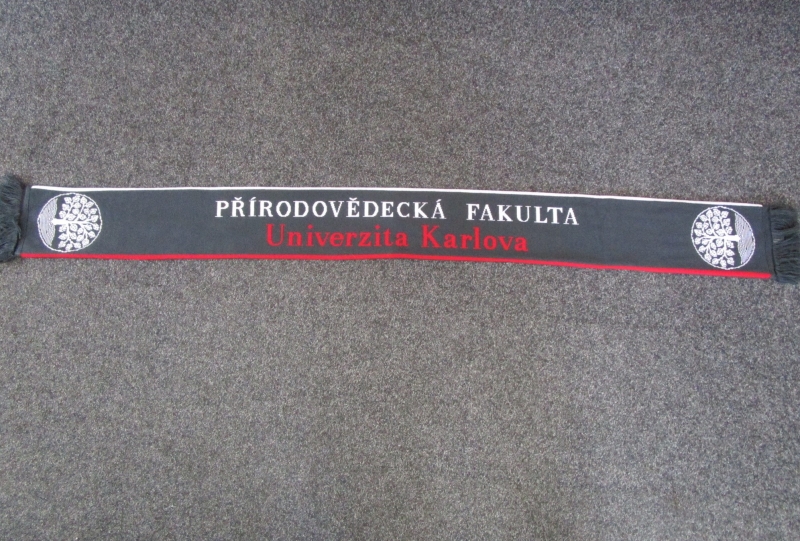 PŘÍRODOVĚDECKÁ FAKULTA
Univerzita Karlova